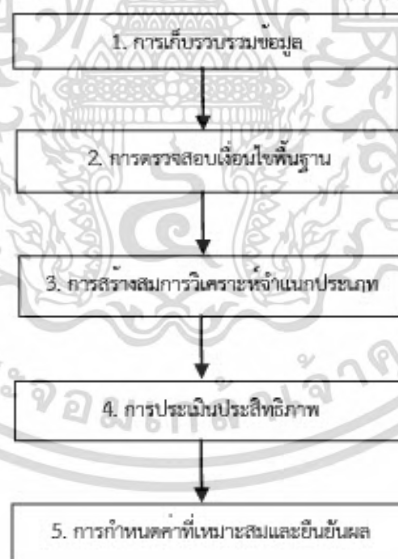 1. การเก็บรวบรวมข้อมูล
2. การตรวจสอบเงื่อนไขพื้นฐาน
3. การสร้างสมการวิเคราะห์จำแนกประเภท
4. การประเมินประสิทธิภาพ
5. การกำหนดค่าที่เหมาะสมและยืนยันผล